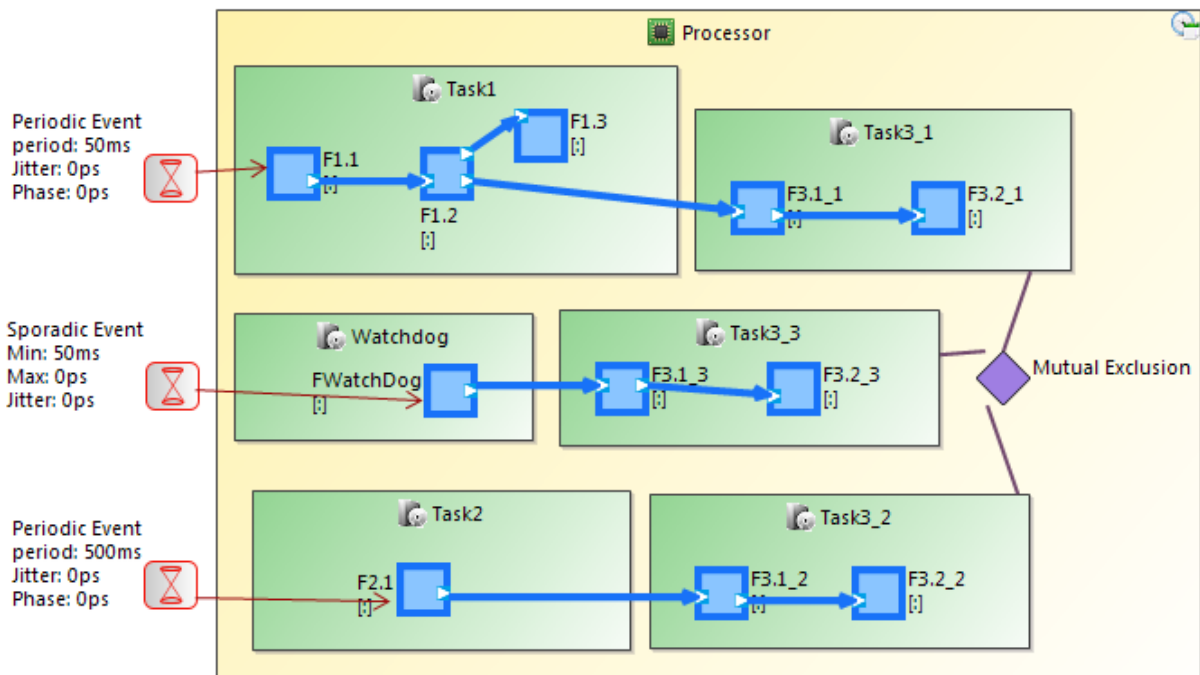 Processor
Task1
Periodic Event
period: 50ms
Jitter: 0ps
Phase: 0ps
F1.1
[:]
F1.2
[:]
F1.3
[:]
Task3_1
F3.1_1
[:]
F3.2_1
[:]
Sporadic Event
Min: 50ms
Max: 0ps
Jitter: 0ps
Watchdog
FWatchDog
[:]
Task3_3
F3.1_3
[:]
F3.2_3
[:]
Mutual Exclusion
Periodic Event
period: 500ms
Jitter: 0ps
Phase: 0ps
Task2
F2.1
[:]
Task3_2
F3.1_2
[:]
F3.2_2
[:]